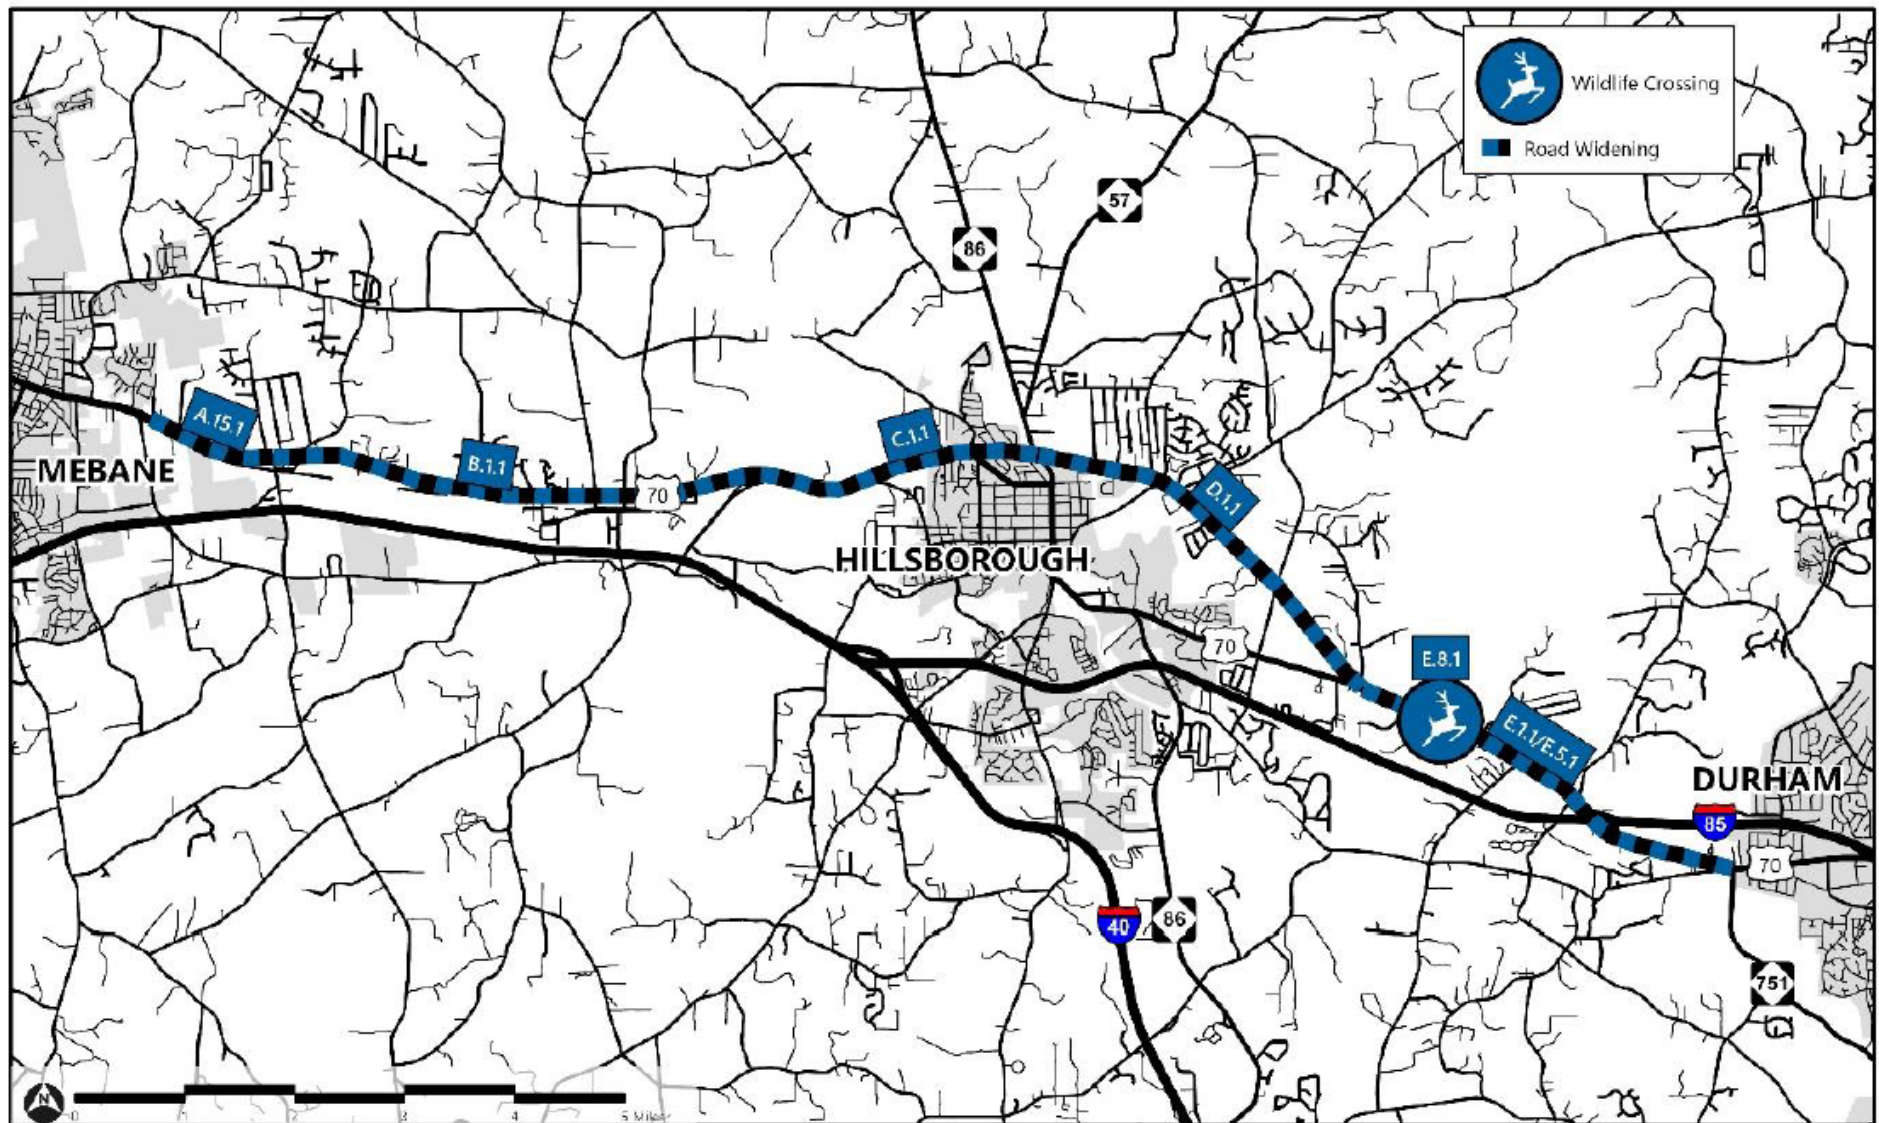 Wildlife Crossing
Road Widening
57
86
A.15.1
MEBANE
B.1.1
70
C.1.1
D.1.1
HILLSBOROUGH
70
E.8.1
E.1.1/E.5.1
DURHAM
85
70
40
86
751
N
0 1 2 3 4 5 Miles